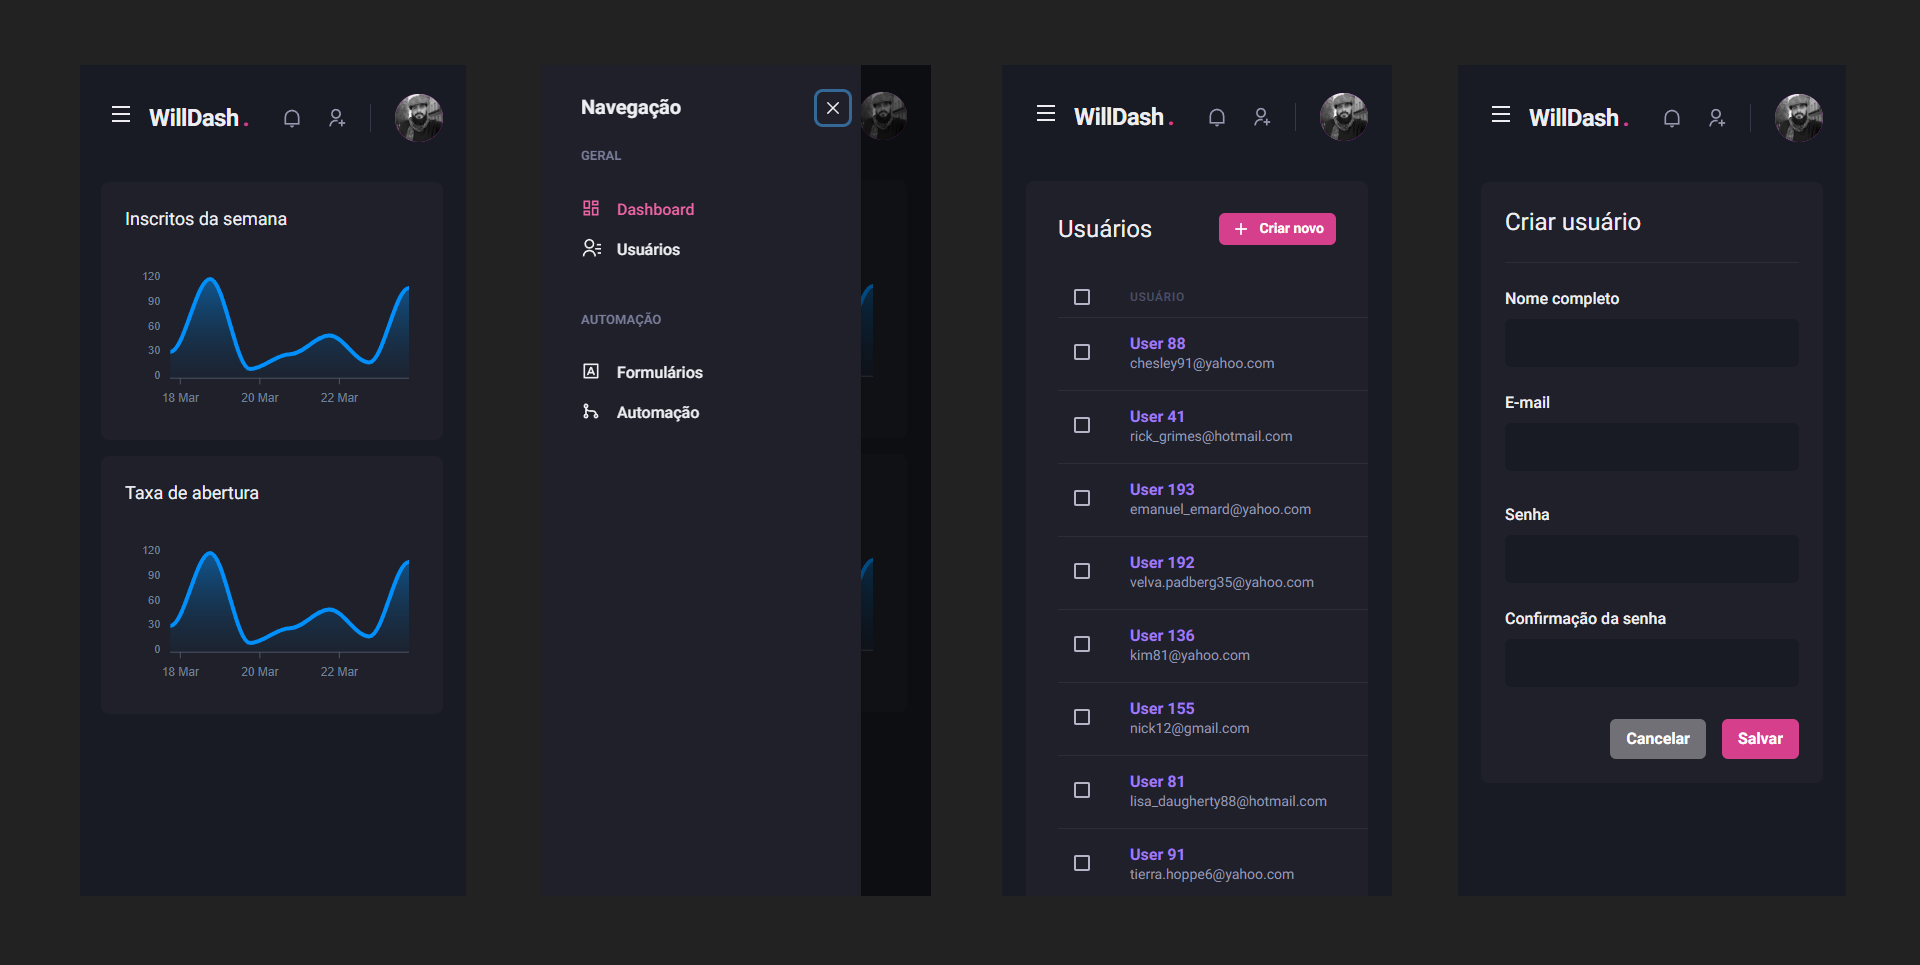 WillDash.
Inscritos da semana
120
90
60
30
0
18 Mar 20 Mar 22 Mar
Taxa de abertura
120
90
60
30
0
18 Mar 20 Mar 22 Mar
Navegação
GERAL
Dashboard
Usuários
AUTOMAÇÃO
Formulários
Automação
WillDash.
Usuários
+ Criar novo
USUÁRIO
User 88
chesley91@yahoo.com
User 41
rick_grimes@hotmail.com
User 193
emanuel_emard@yahoo.com
User 192
velva.padberg35@yahoo.com
User 136
kim81@yahoo.com
User 155
nick12@gmail.com
User 81
lisa_daugherty88@hotmail.com
User 91
tierra.hoppe6@yahoo.com
WillDash.
Criar usuário
Nome completo
E-mail
Senha
Confirmação da senha
Cancelar Salvar